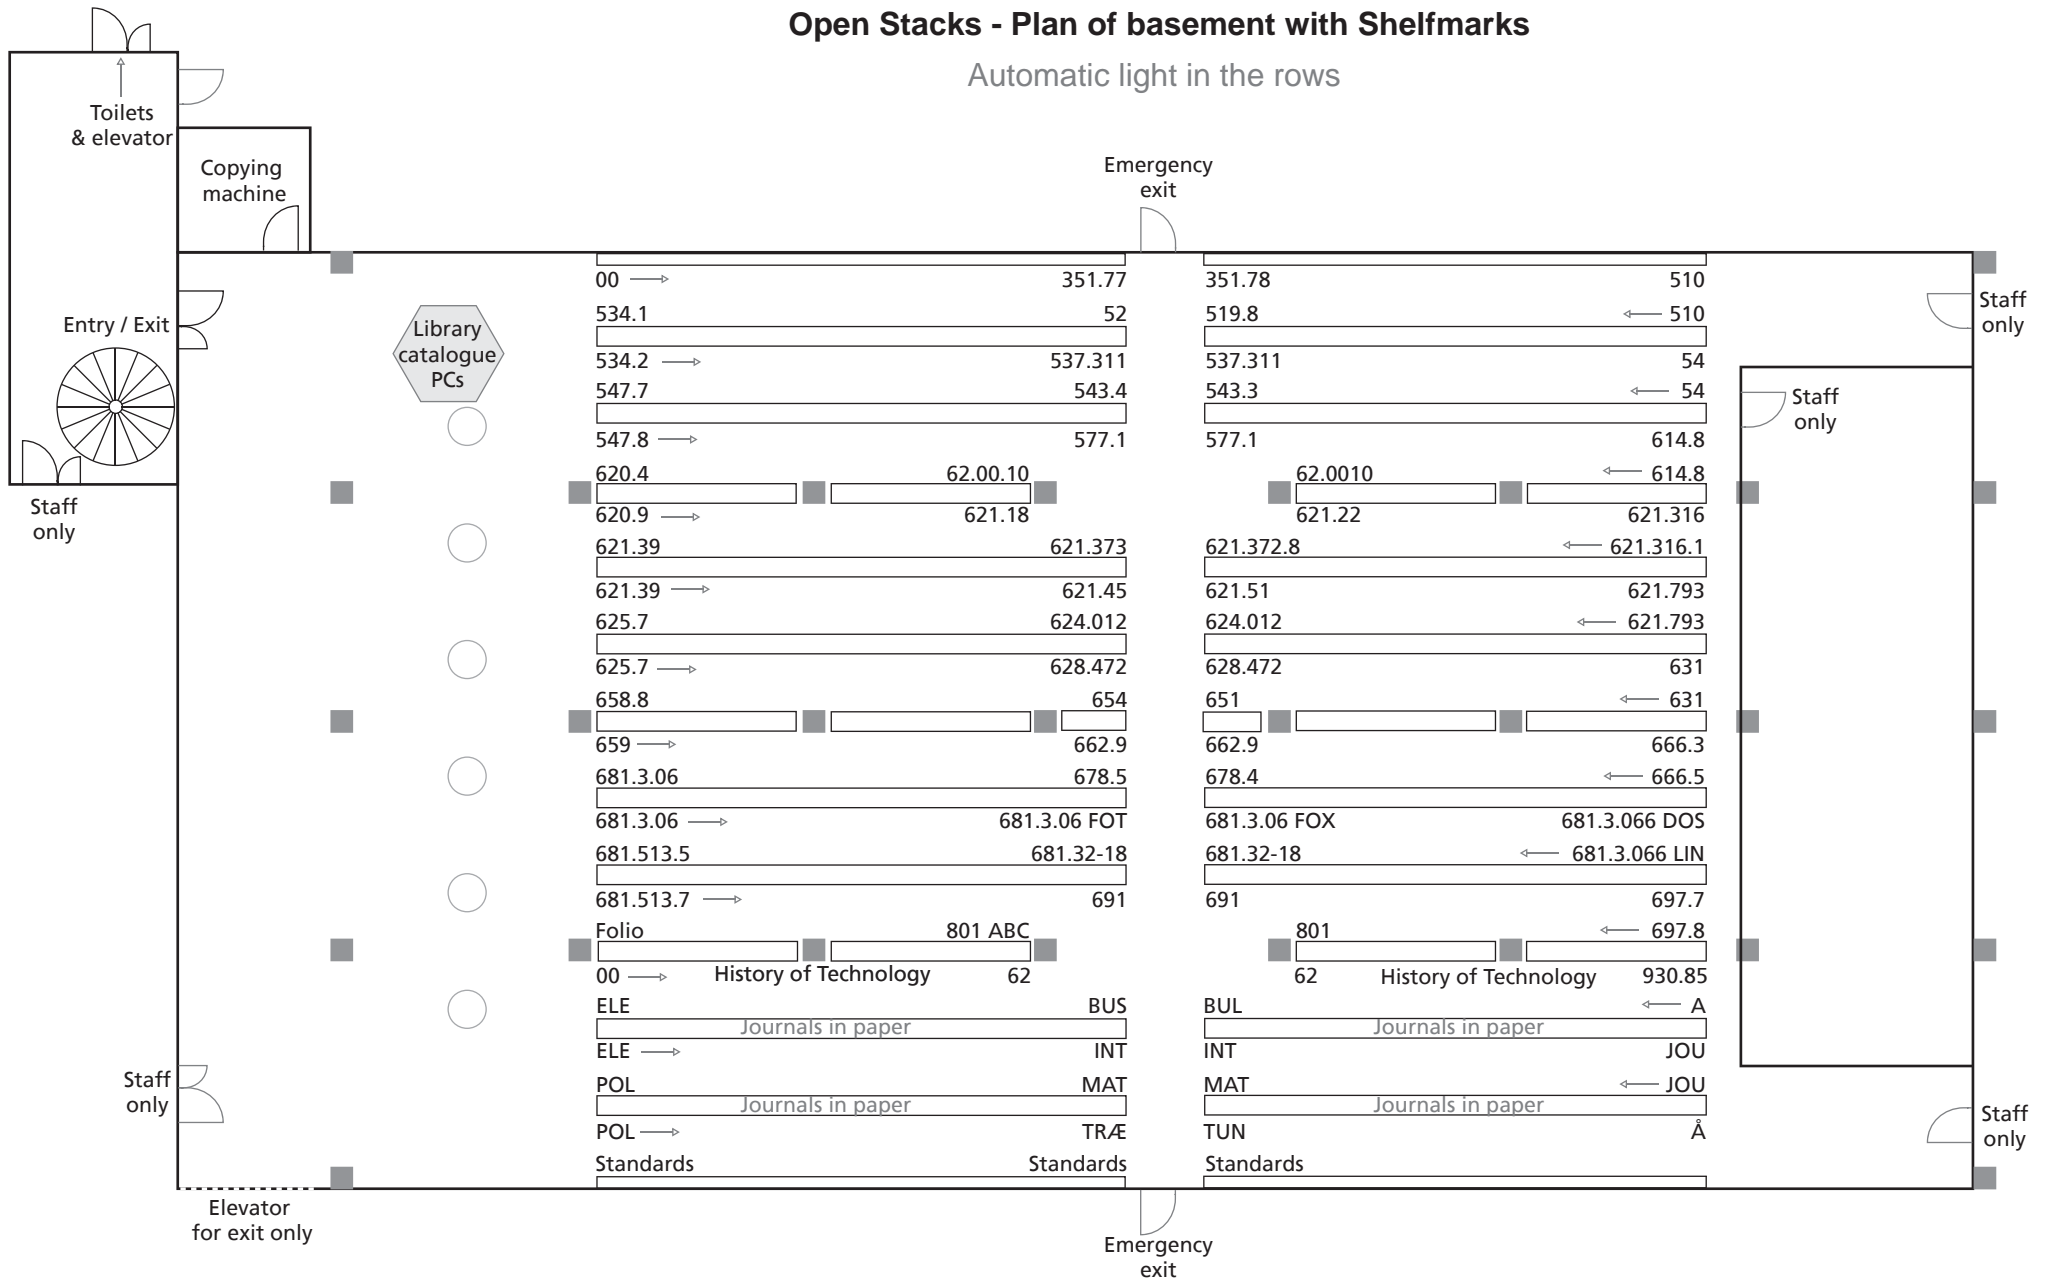 Open Stacks - Plan of basement with Shelfmarks
Automatic light in the rows
Toilets
& elevator
Copying
machine
Emergency
exit
Entry / Exit
Library
catalogue
PCs
Staff
only
Staff
only
Staff
only
00 351.77 351.78 510
534.1 52 519.8 510
534.2 537.311 537.311 54
547.7 543.4 543.3 54
547.8 577.1 577.1 614.8
620.4 62.00.10 62.0010 614.8
620.9 621.18 621.22 621.316
621.39 621.373 621.372.8 621.316.1
621.39 621.45 621.51 621.793
625.7 624.012 624.012 621.793
625.7 628.472 628.472 631
658.8 654 651 631
659 662.9 662.9 666.3
681.3.06 678.5 678.4 666.5
681.3.06 681.3.06 FOT 681.3.06 FOX 681.3.066 DOS
681.513.5 681.32-18 681.32-18 681.3.066 LIN
681.513.7 691 691 697.7
Folio 801 ABC 801 697.8
00 History of Technology 62 62 History of Technology 930.85
ELE BUS BUL A
Journals in paper Journals in paper
ELE INT INT JOU
POL MAT MAT JOU
Journals in paper Journals in paper
POL TRÆ TUN Å
Standards Standards Standards
Staff
only
Staff
only
Elevator
for exit only
Emergency
exit